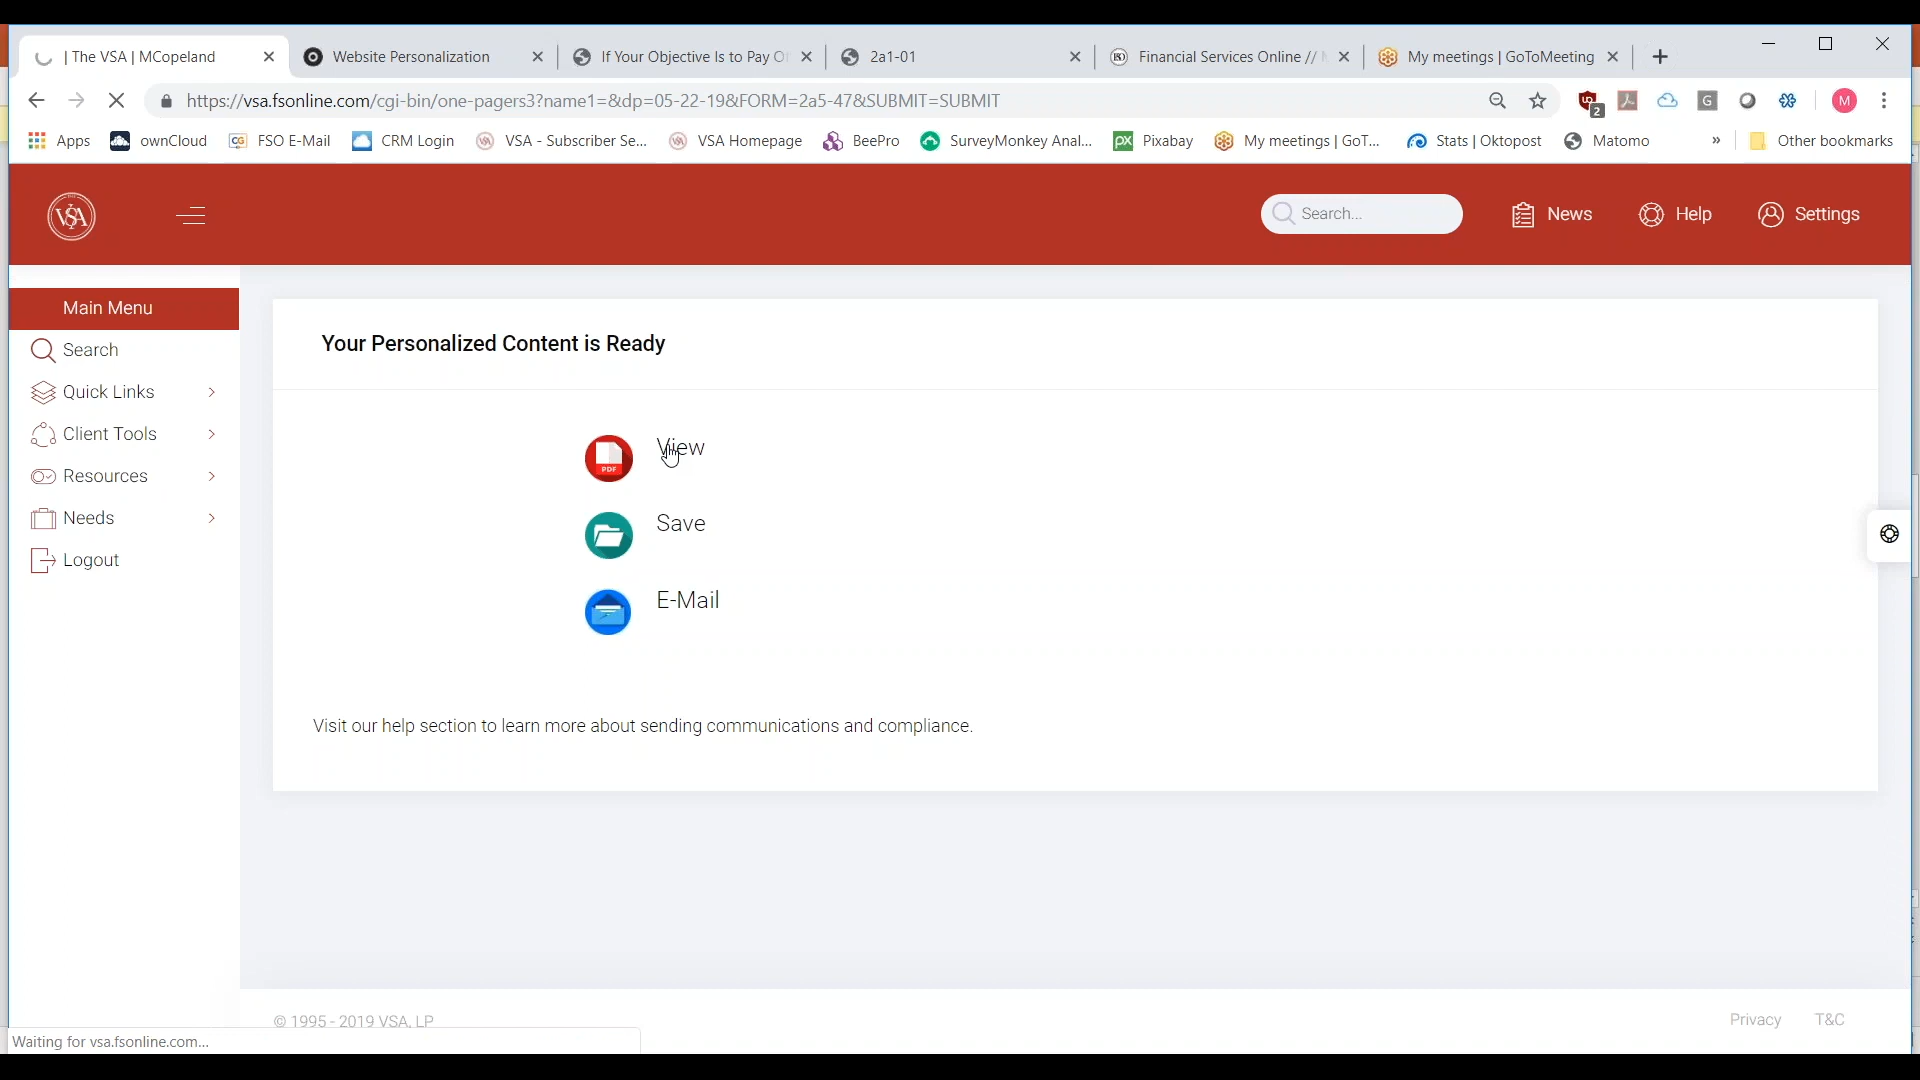 | The VSA | MCopeland
Website Personalization
If Your Objective Is to Pay Of
2a1-01
Financial Services Online //
My meetings | GoToMeeting
https://vsa.fsonline.com/cgi-bin/one-pagers3?name1=&dp=05-22-19&FORM=2a5-47&SUBMIT=SUBMIT
2
G
M
Apps
ownCloud
CG
FSO E-Mail
CRM Login
VSA - Subscriber Se...
VSA Homepage
BeePro
SurveyMonkey Anal...
px
Pixabay
My meetings | GoT...
Stats | Oktopost
Matomo
»
Other bookmarks
VSA
Search...
News
Help
Settings
Main Menu
Search
Quick Links
Client Tools
Resources
Needs
Logout
Your Personalized Content is Ready
PDF
View
Save
E-Mail
Visit our help section to learn more about sending communications and compliance.
© 1995 - 2019 VSA, LP
Privacy
T&C
Waiting for vsa.fsonline.com...